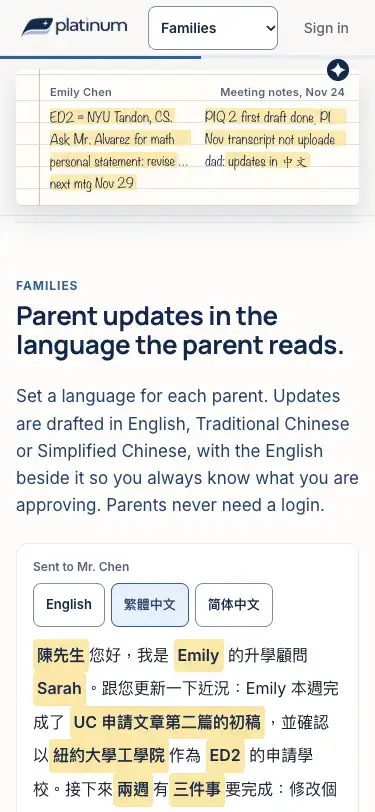 platinum
Families
Sign in
Emily Chen
Meeting notes, Nov 24
ED2 = NYU Tandon, CS.
Ask Mr. Alvarez for math
personal statement: revise ...
next mtg Nov 29
PIQ 2 first draft done, PI
Nov transcript not uploade
dad: updates in 中文
FAMILIES
Parent updates in the
language the parent reads.
Set a language for each parent. Updates
are drafted in English, Traditional Chinese
or Simplified Chinese, with the English
beside it so you always know what you are
approving. Parents never need a login.
Sent to Mr. Chen
English
繁體中文
简体中文
陳先生您好，我是 Emily 的升學顧問
Sarah。跟您更新一下近況：Emily 本週完
成了 UC 申請文章第二篇的初稿，並確認
以紐約大學工學院作為 ED2 的申請學
校。接下來兩週有三件事要完成：修改個